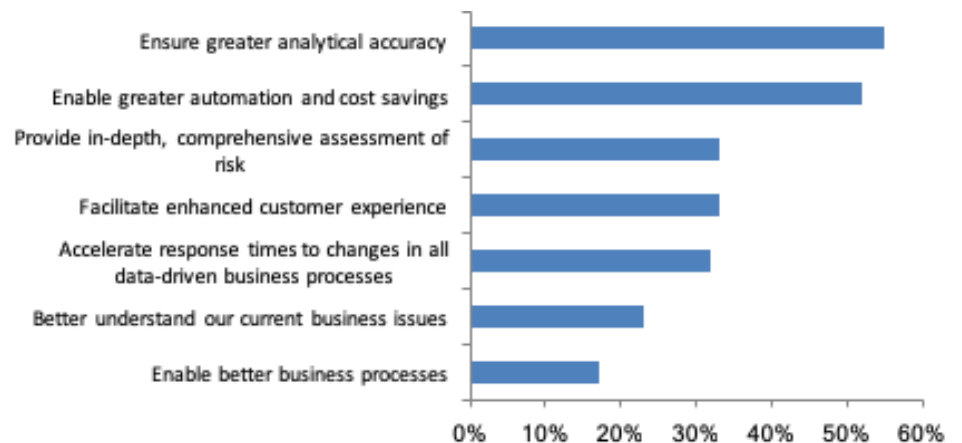 Ensure greater analytical accuracy
Enable greater automation and cost savings
Provide in-depth, comprehensive assessment of
risk
Facilitate enhanced customer experience
Accelerate response times to changes in all
data-driven business processes
Better understand our current business issues
Enable better business processes
0% 10% 20% 30% 40% 50% 60%